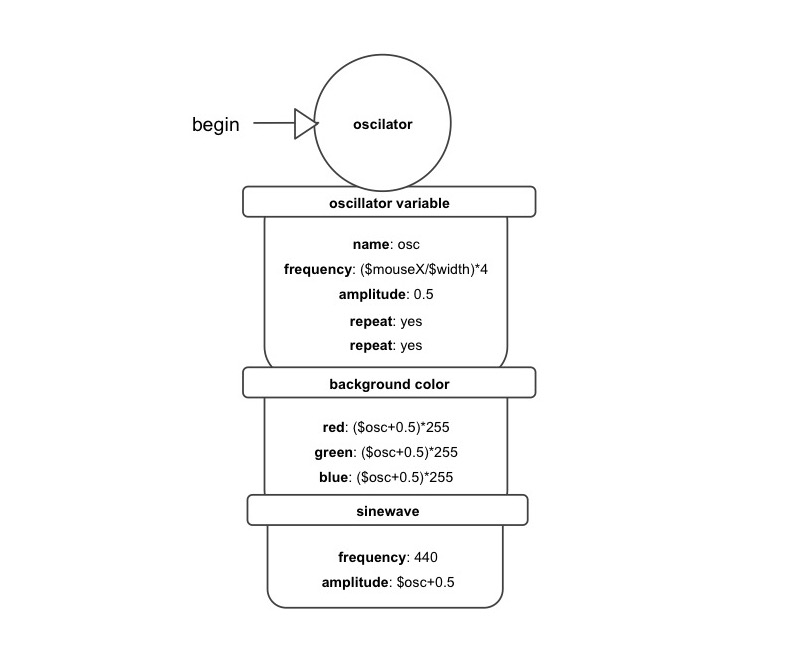 begin
oscilator
oscillator variable
name: osc
frequency: ($mouseX/$width)*4
amplitude: 0.5
repeat: yes
repeat: yes
background color
red: ($osc+0.5)*255
green: ($osc+0.5)*255
blue: ($osc+0.5)*255
sinewave
frequency: 440
amplitude: $osc+0.5